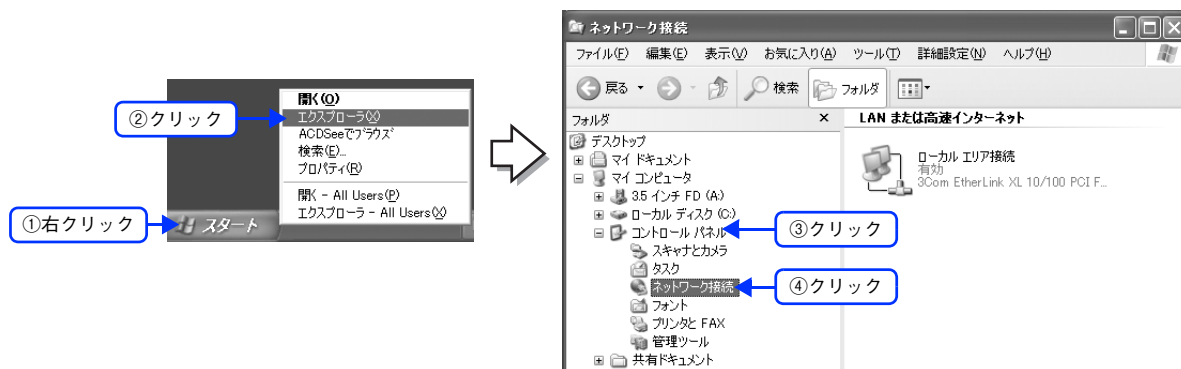 開く(O)
エクスプローラ(X)
ACDSeeでブラウズ
検索(E)...
プロパティ(R)
開く - All Users(P)
エクスプローラ - All Users(X)
②クリック
①右クリック
スタート
ネットワーク接続
ファイル(F) 編集(E) 表示(V) お気に入り(A) ツール(T) 詳細設定(N) ヘルプ(H)
戻る 検索 フォルダ
フォルダ ×
デスクトップ
マイ ドキュメント
マイ コンピュータ
3.5 インチ FD (A:)
ローカル ディスク (C:)
コントロール パネル
スキャナとカメラ
タスク
ネットワーク接続
フォント
プリンタと FAX
管理ツール
共有ドキュメント
③クリック
④クリック
LAN または高速インターネット
ローカル エリア接続
有効
3Com EtherLink XL 10/100 PCI F...